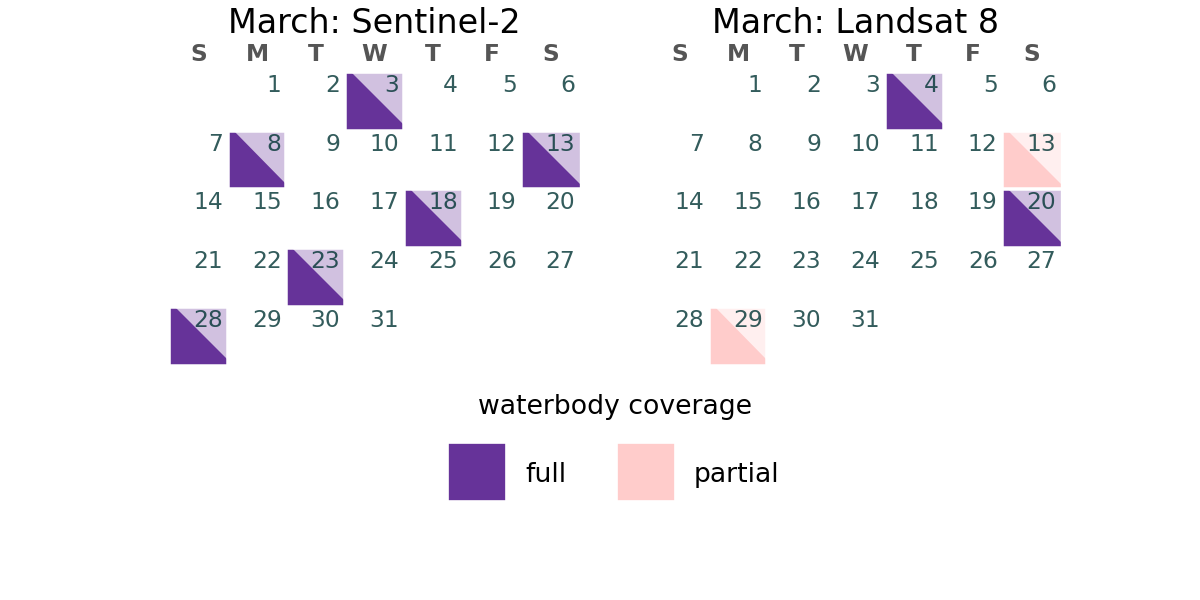 March: Sentinel-2
S M T W T F S
1 2 3 4 5 6
7 8 9 10 11 12 13
14 15 16 17 18 19 20
21 22 23 24 25 26 27
28 29 30 31
March: Landsat 8
S M T W T F S
1 2 3 4 5 6
7 8 9 10 11 12 13
14 15 16 17 18 19 20
21 22 23 24 25 26 27
28 29 30 31
waterbody coverage
full partial